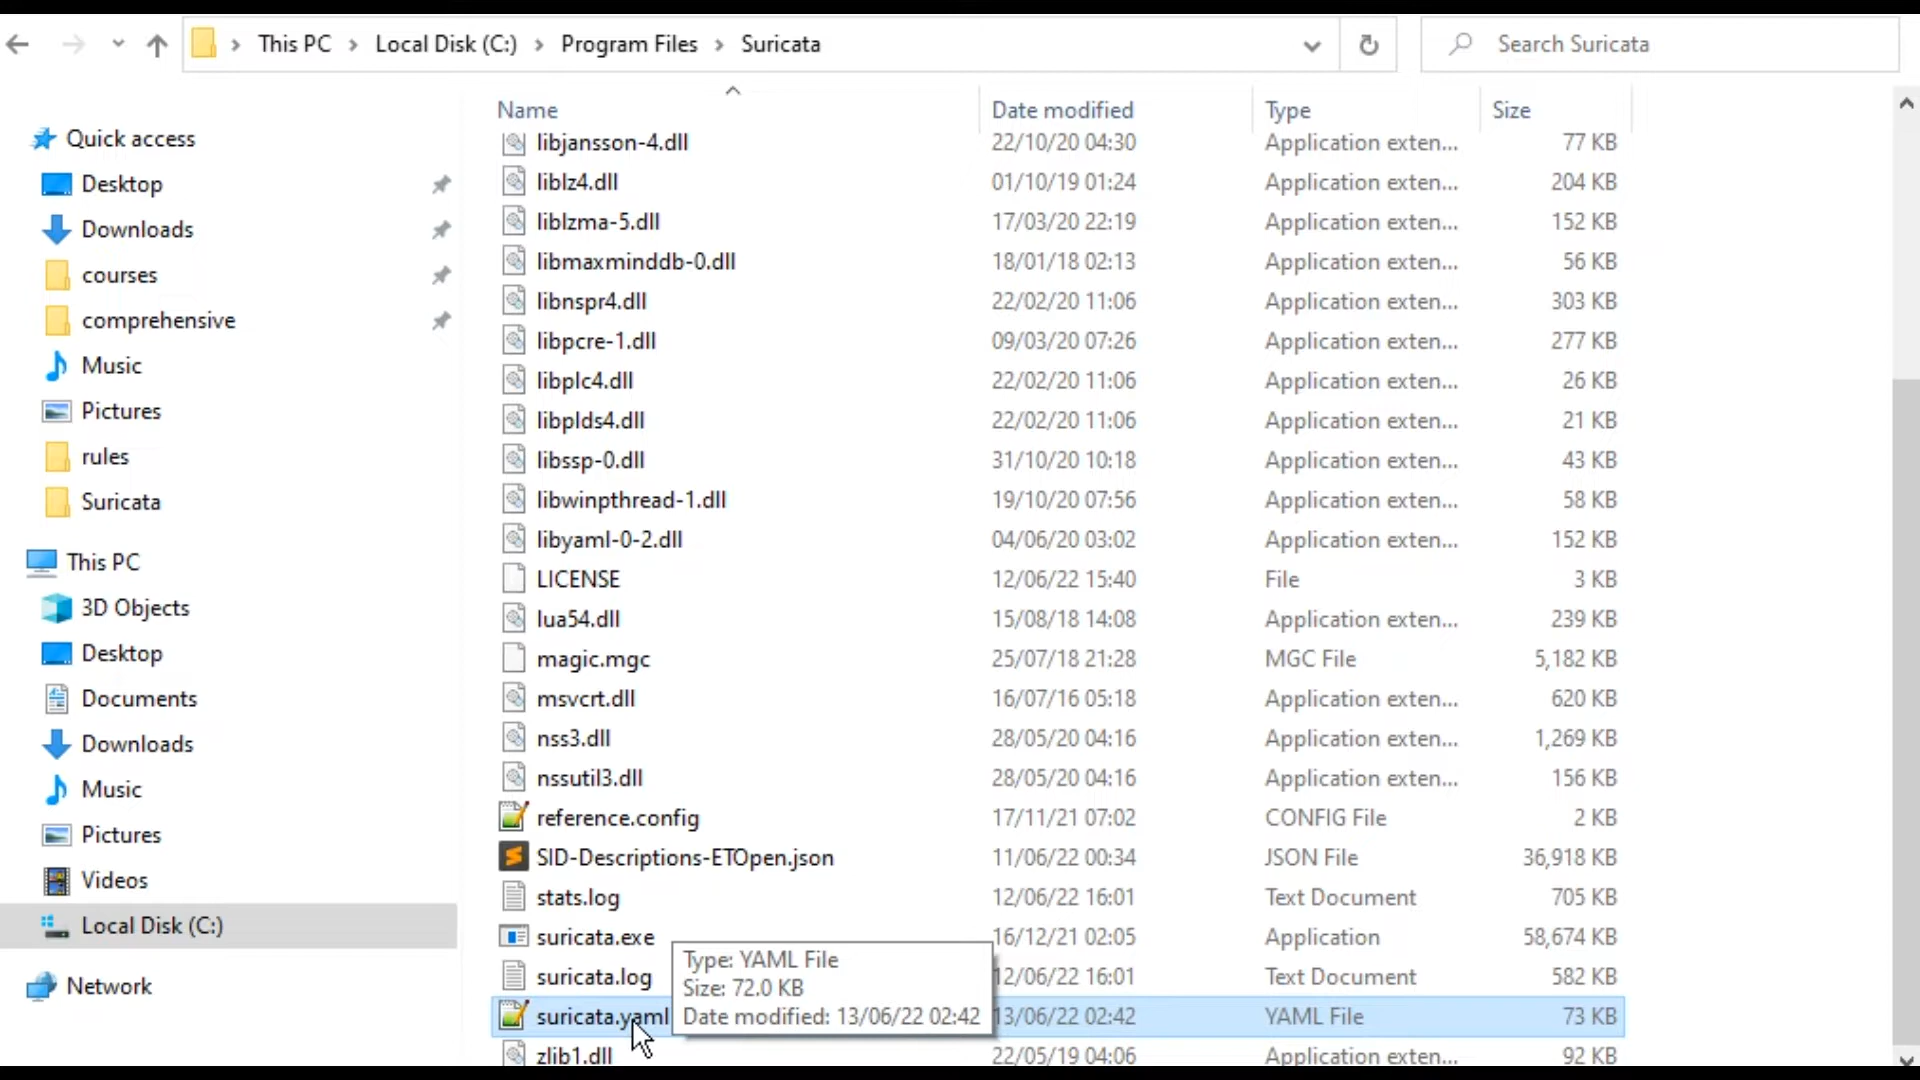 This PC > Local Disk (C:) > Program Files > Suricata
Search Suricata
Quick access
Desktop
Downloads
courses
comprehensive
Music
Pictures
rules
Suricata
This PC
3D Objects
Desktop
Documents
Downloads
Music
Pictures
Videos
Local Disk (C:)
Network
Name Date modified Type Size
libjansson-4.dll 22/10/20 04:30 Application exten... 77 KB
liblz4.dll 01/10/19 01:24 Application exten... 204 KB
liblzma-5.dll 17/03/20 22:19 Application exten... 152 KB
libmaxminddb-0.dll 18/01/18 02:13 Application exten... 56 KB
libnspr4.dll 22/02/20 11:06 Application exten... 303 KB
libpcre-1.dll 09/03/20 07:26 Application exten... 277 KB
libplc4.dll 22/02/20 11:06 Application exten... 26 KB
libplds4.dll 22/02/20 11:06 Application exten... 21 KB
libssp-0.dll 31/10/20 10:18 Application exten... 43 KB
libwinpthread-1.dll 19/10/20 07:56 Application exten... 58 KB
libyaml-0-2.dll 04/06/20 03:02 Application exten... 152 KB
LICENSE 12/06/22 15:40 File 3 KB
lua54.dll 15/08/18 14:08 Application exten... 239 KB
magic.mgc 25/07/18 21:28 MGC File 5,182 KB
msvcrt.dll 16/07/16 05:18 Application exten... 620 KB
nss3.dll 28/05/20 04:16 Application exten... 1,269 KB
nssutil3.dll 28/05/20 04:16 Application exten... 156 KB
reference.config 17/11/21 07:02 CONFIG File 2 KB
SID-Descriptions-ETOpen.json 11/06/22 00:34 JSON File 36,918 KB
stats.log 12/06/22 16:01 Text Document 705 KB
suricata.exe 16/12/21 02:05 Application 58,674 KB
suricata.log 12/06/22 16:01 Text Document 582 KB
suricata.yaml 13/06/22 02:42 YAML File 73 KB
zlib1.dll 22/05/19 04:06 Application exten... 92 KB
Type: YAML File
Size: 72.0 KB
Date modified: 13/06/22 02:42